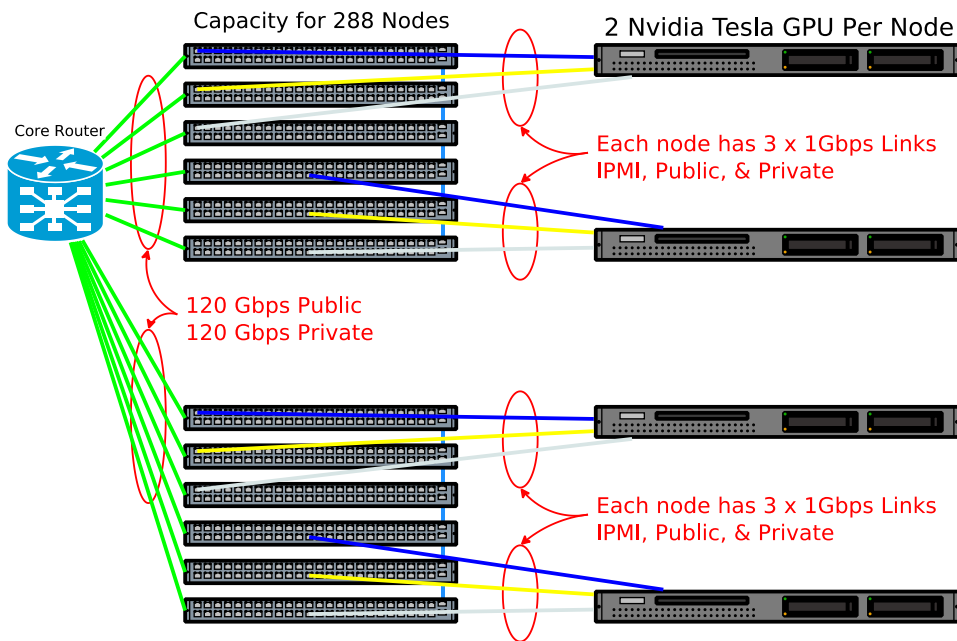 Capacity for 288 Nodes
2 Nvidia Tesla GPU Per Node
Core Router
Each node has 3 x 1Gbps Links
IPMI, Public, & Private
120 Gbps Public
120 Gbps Private
Each node has 3 x 1Gbps Links
IPMI, Public, & Private